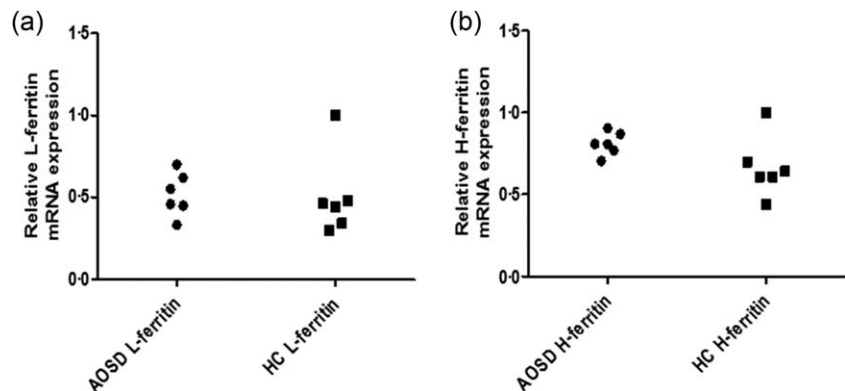 (a)
Relative L-ferritin
mRNA expression
1·5
1·0
0·5
0·0
AOSD L-ferritin
HC L-ferritin
(b)
Relative H-ferritin
mRNA expression
1·5
1·0
0·5
0·0
AOSD H-ferritin
HC H-ferritin